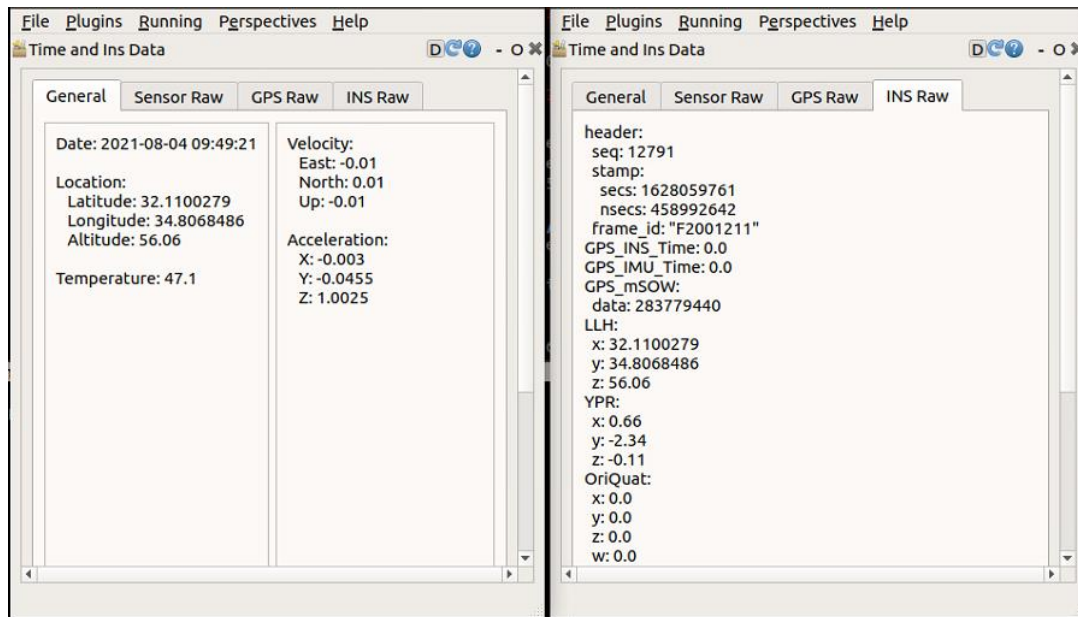 File Plugins Running Perspectives Help
Time and Ins Data
D
- O
General Sensor Raw GPS Raw INS Raw
Date: 2021-08-04 09:49:21
Location:
Latitude: 32.1100279
Longitude: 34.8068486
Altitude: 56.06
Temperature: 47.1
Velocity:
East: -0.01
North: 0.01
Up: -0.01
Acceleration:
X: -0.003
Y: -0.0455
Z: 1.0025
File Plugins Running Perspectives Help
Time and Ins Data
D
- O
General Sensor Raw GPS Raw INS Raw
header:
seq: 12791
stamp:
secs: 1628059761
nsecs: 458992642
frame_id: "F2001211"
GPS_INS_Time: 0.0
GPS_IMU_Time: 0.0
GPS_mSOW:
data: 283779440
LLH:
x: 32.1100279
y: 34.8068486
z: 56.06
YPR:
x: 0.66
y: -2.34
z: -0.11
OriQuat:
x: 0.0
y: 0.0
z: 0.0
w: 0.0